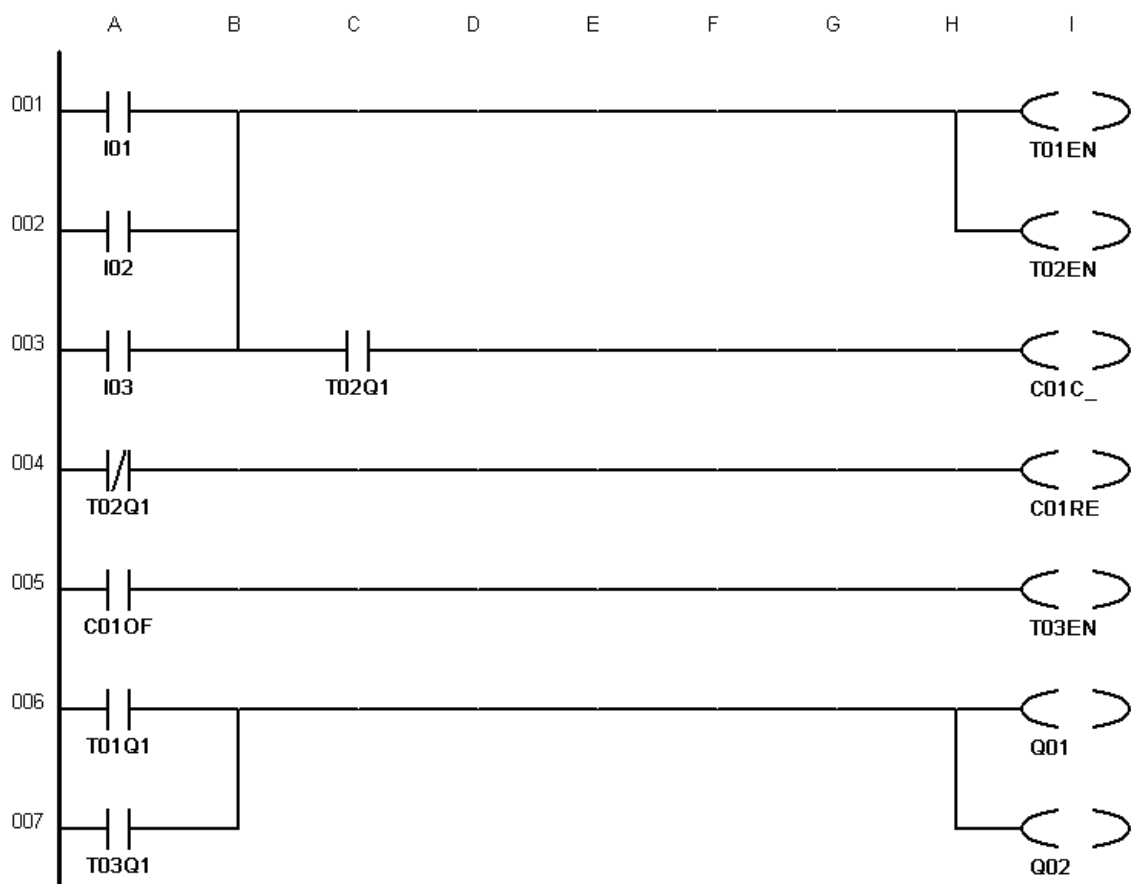 A B C D E F G H I
001
I01 T01EN
002
I02 T02EN
003
I03 T02Q1 C01C_
004
T02Q1 C01RE
005
C01OF T03EN
006
T01Q1 Q01
007
T03Q1 Q02